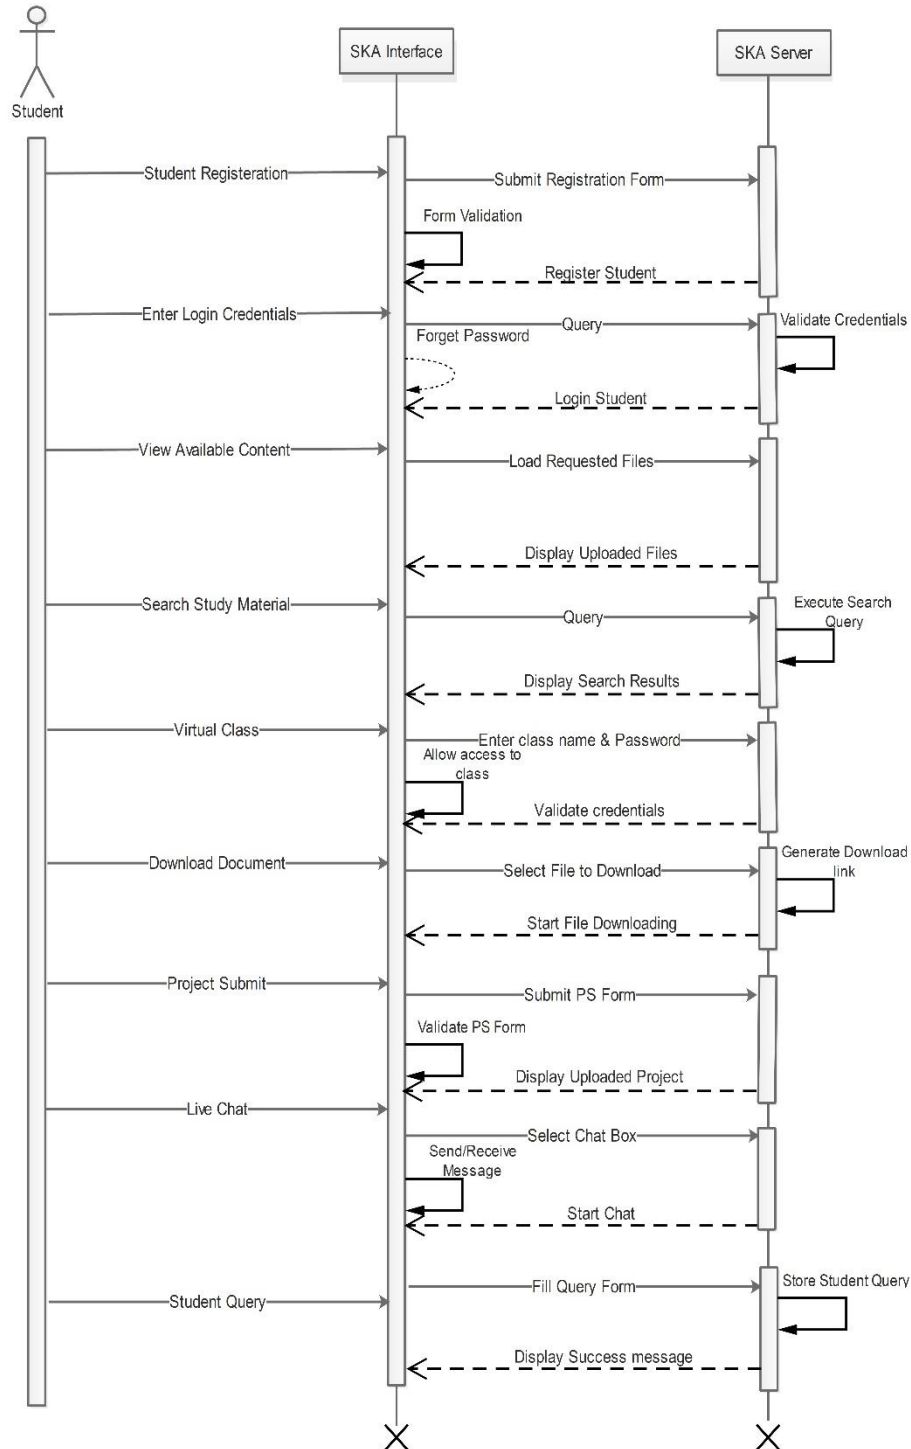 SKA Interface
SKA Server
Student
Student Registeration
Submit Registration Form
Form Validation
Register Student
Enter Login Credentials
Query
Validate Credentials
Forget Password
Login Student
View Available Content
Load Requested Files
Display Uploaded Files
Search Study Material
Query
Execute Search
Query
Display Search Results
Virtual Class
Enter class name & Password
Allow access to
class
Validate credentials
Download Document
Select File to Download
Generate Download
link
Start File Downloading
Project Submit
Submit PS Form
Validate PS Form
Display Uploaded Project
Live Chat
Select Chat Box
Send/Receive
Message
Start Chat
Fill Query Form
Store Student Query
Student Query
Display Success message